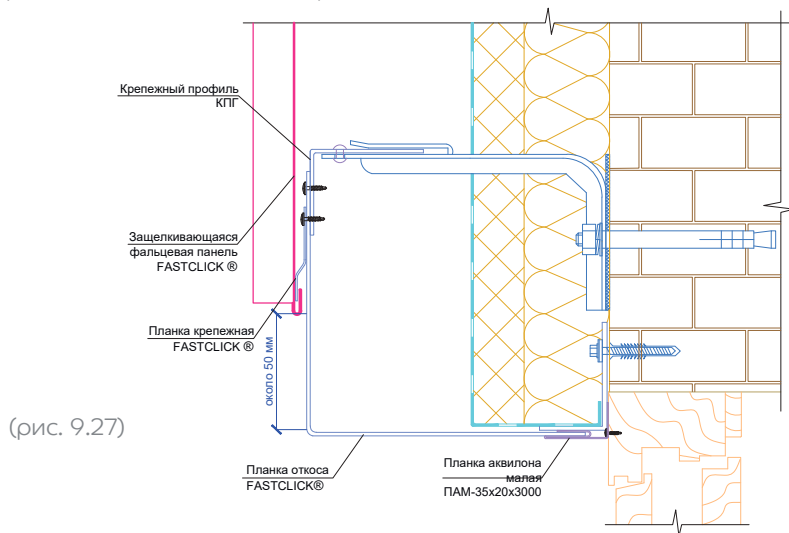 Крепежный профиль
КПГ
Защелкивающаяся
фальцевая панель
FASTCLICK ®
Планка крепежная
FASTCLICK ®
около 50 мм
(рис. 9.27)
Планка откоса
FASTCLICK®
Планка аквилона
малая
ПАМ-35х20х3000